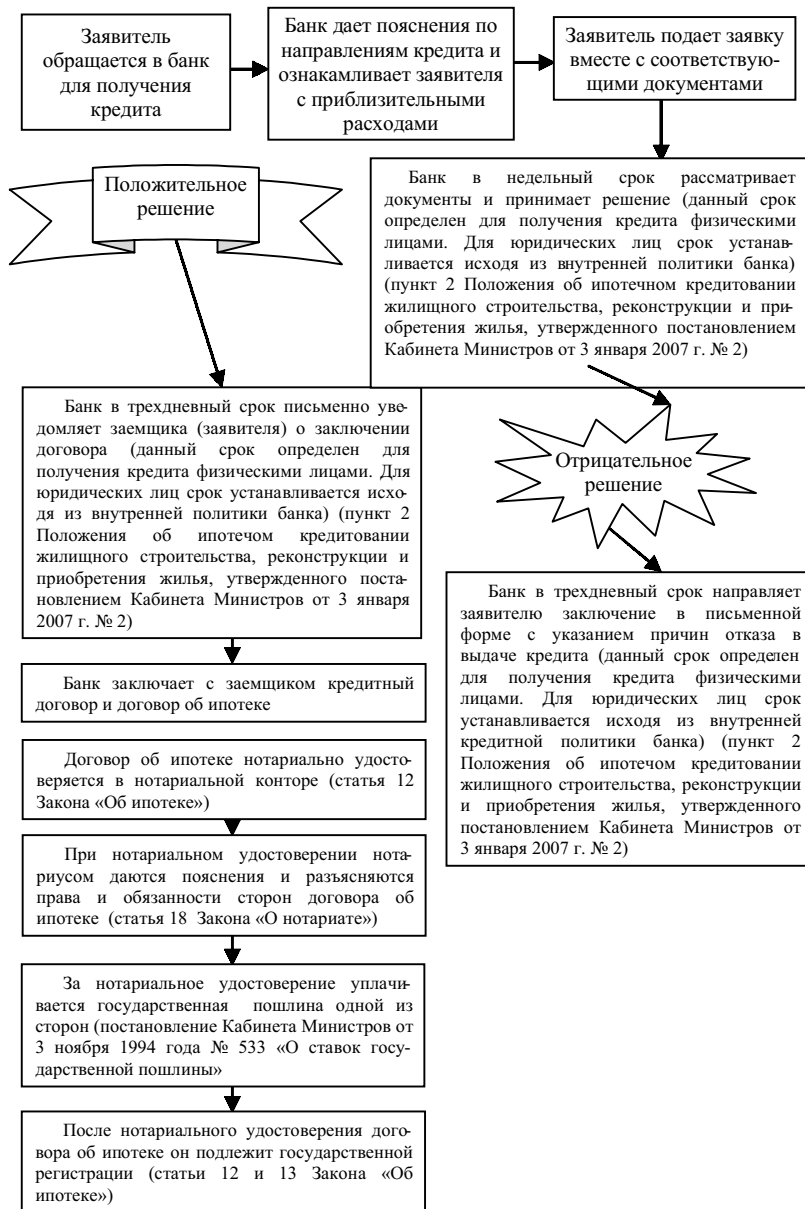 Заявитель
обращается в банк
для получения
кредита
Банк дает пояснения по
направлениям кредита и
ознакамливает заявителя
с приблизительными
расходами
Заявитель подает заявку
вместе с соответствую-
щими документами
Положительное
решение
Банк в недельный срок рассматривает
документы и принимает решение (данный срок
определен для получения кредита физическими
лицами. Для юридических лиц срок устанав-
ливается исходя из внутренней политики банка)
(пункт 2 Положения об ипотечном кредитовании
жилищного строительства, реконструкции и при-
обретения жилья, утвержденного постановлением
Кабинета Министров от 3 января 2007 г. № 2)
Банк в трехдневный срок письменно уве-
домляет заемщика (заявителя) о заключении
договора (данный срок определен для
получения кредита физическими лицами. Для
юридических лиц срок устанавливается исхо-
дя из внутренней политики банка) (пункт 2
Положения об ипотечом кредитовании
жилищного строительства, реконструкции и
приобретения жилья, утвержденного поста-
новлением Кабинета Министров от 3 января
2007 г. № 2)
Отрицательное
решение
Банк в трехдневный срок направляет
заявителю заключение в письменной
форме с указанием причин отказа в
выдаче кредита (данный срок определен
для получения кредита физическими
лицами. Для юридических лиц срок
устанавливается исходя из внутренней
кредитной политики банка) (пункт 2
Положения об ипотечом кредитовании
жилищного строительства, реконструкции
и приобретения жилья, утвержденного
постановлением Кабинета Министров от
3 января 2007 г. № 2)
Банк заключает с заемщиком кредитный
договор и договор об ипотеке
Договор об ипотеке нотариально удосто-
веряется в нотариальной конторе (статья 12
Закона «Об ипотеке»)
При нотариальном удостоверении нота-
риусом даются пояснения и разъясняются
права и обязанности сторон договора об
ипотеке (статья 18 Закона «О нотариате»)
За нотариальное удостоверение уплачи-
вается государственная пошлина одной из
сторон (постановление Кабинета Министров от
3 ноября 1994 года № 533 «О ставок госу-
дарственной пошлины»
После нотариального удостоверения дого-
вора об ипотеке он подлежит государственной
регистрации (статьи 12 и 13 Закона «Об
ипотеке»)